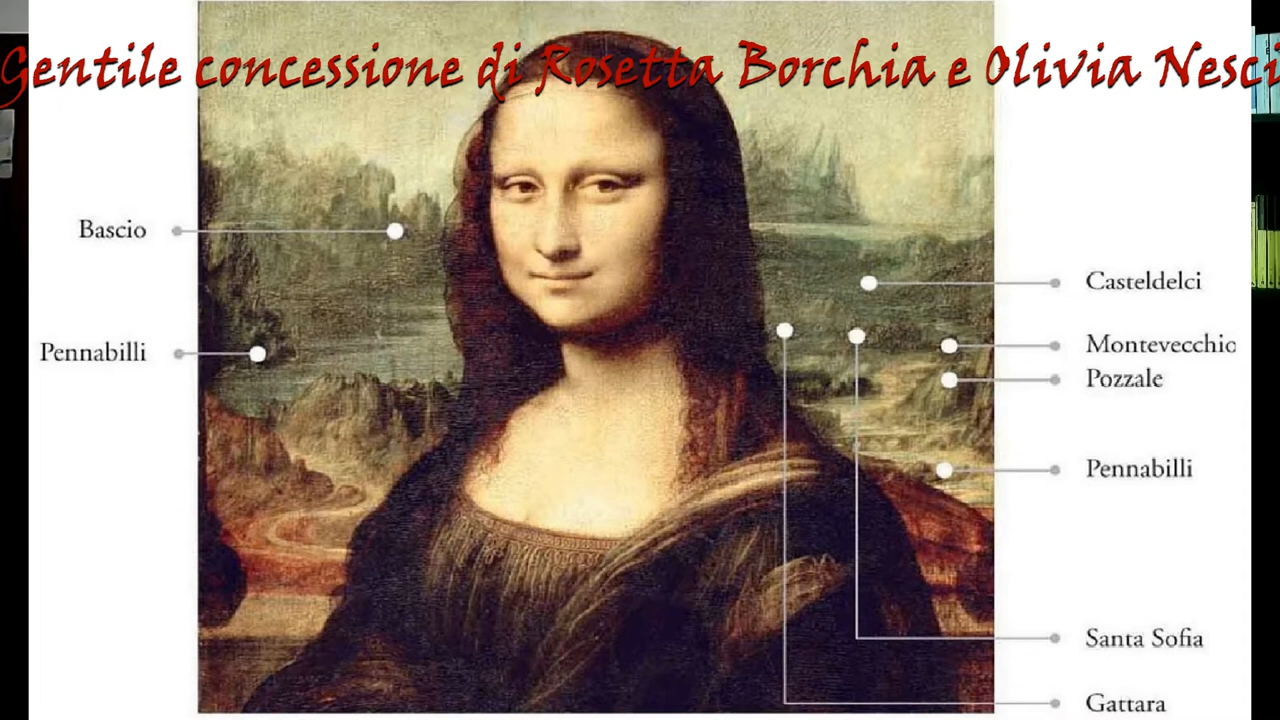 Gentile concessione di Rosetta Borchia e Olivia Nesci
Bascio
Pennabilli
Casteldelci
Montevecchio
Pozzale
Pennabilli
Santa Sofia
Gattara